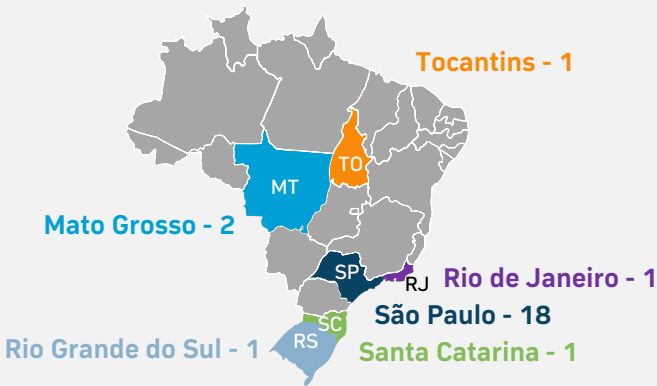 Tocantins - 1
TO
MT
Mato Grosso - 2
SP
RJ
Rio de Janeiro - 1
São Paulo - 18
SC
RS
Rio Grande do Sul - 1
Santa Catarina - 1